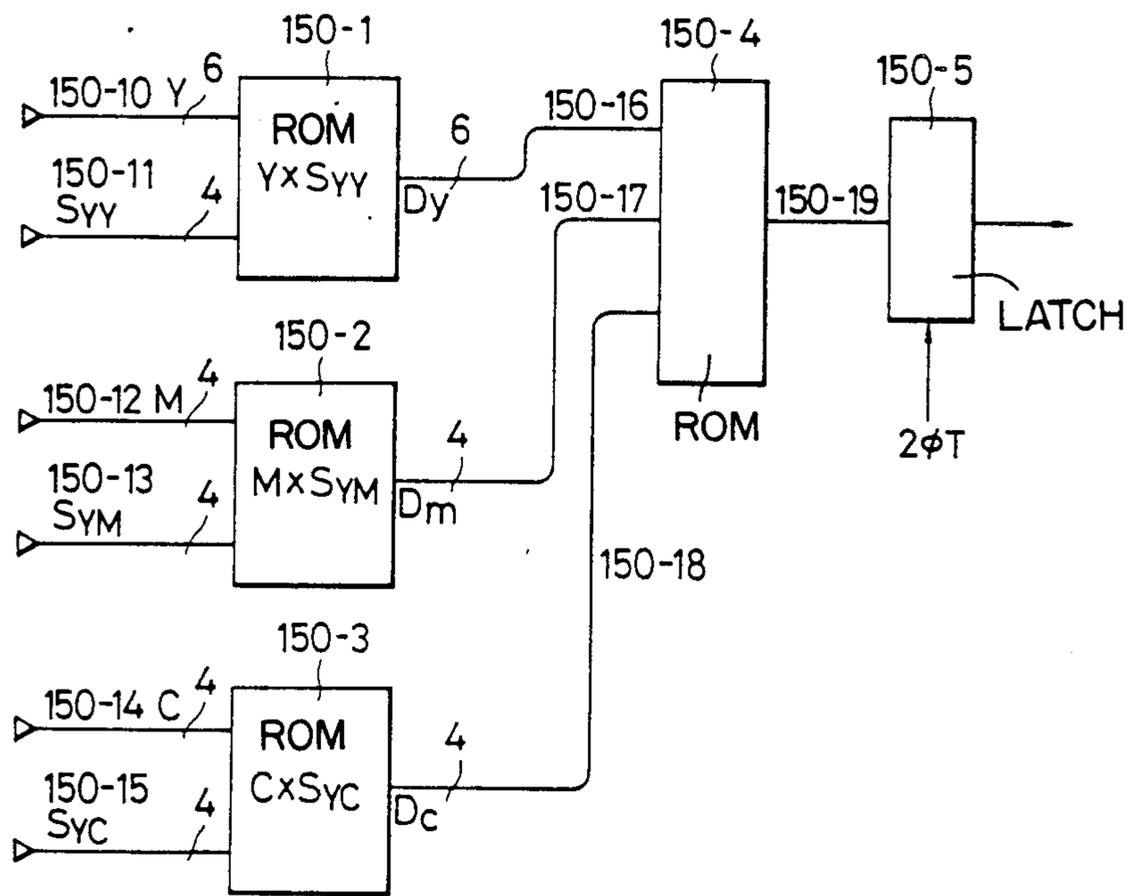 150-1
150-10 Y
6
ROM
Y×SYY
150-11
SYY
4
6
Dy
150-16
150-4
ROM
150-5
150-19
LATCH
2φT
150-17
150-2
150-12 M
4
ROM
M×SYM
150-13
SYM
4
4
Dm
150-18
150-3
150-14 C
4
ROM
C×SYC
150-15
SYC
4
4
Dc